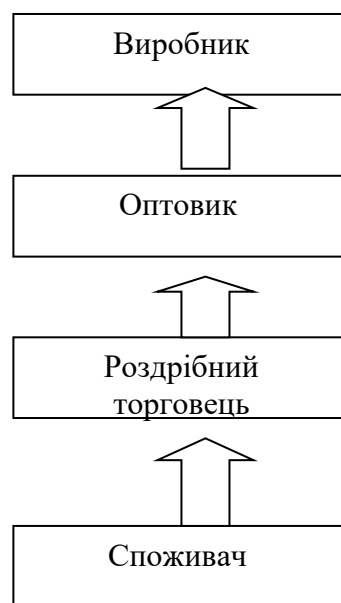 Виробник
Оптовик
Роздрібний
торговець
Споживач